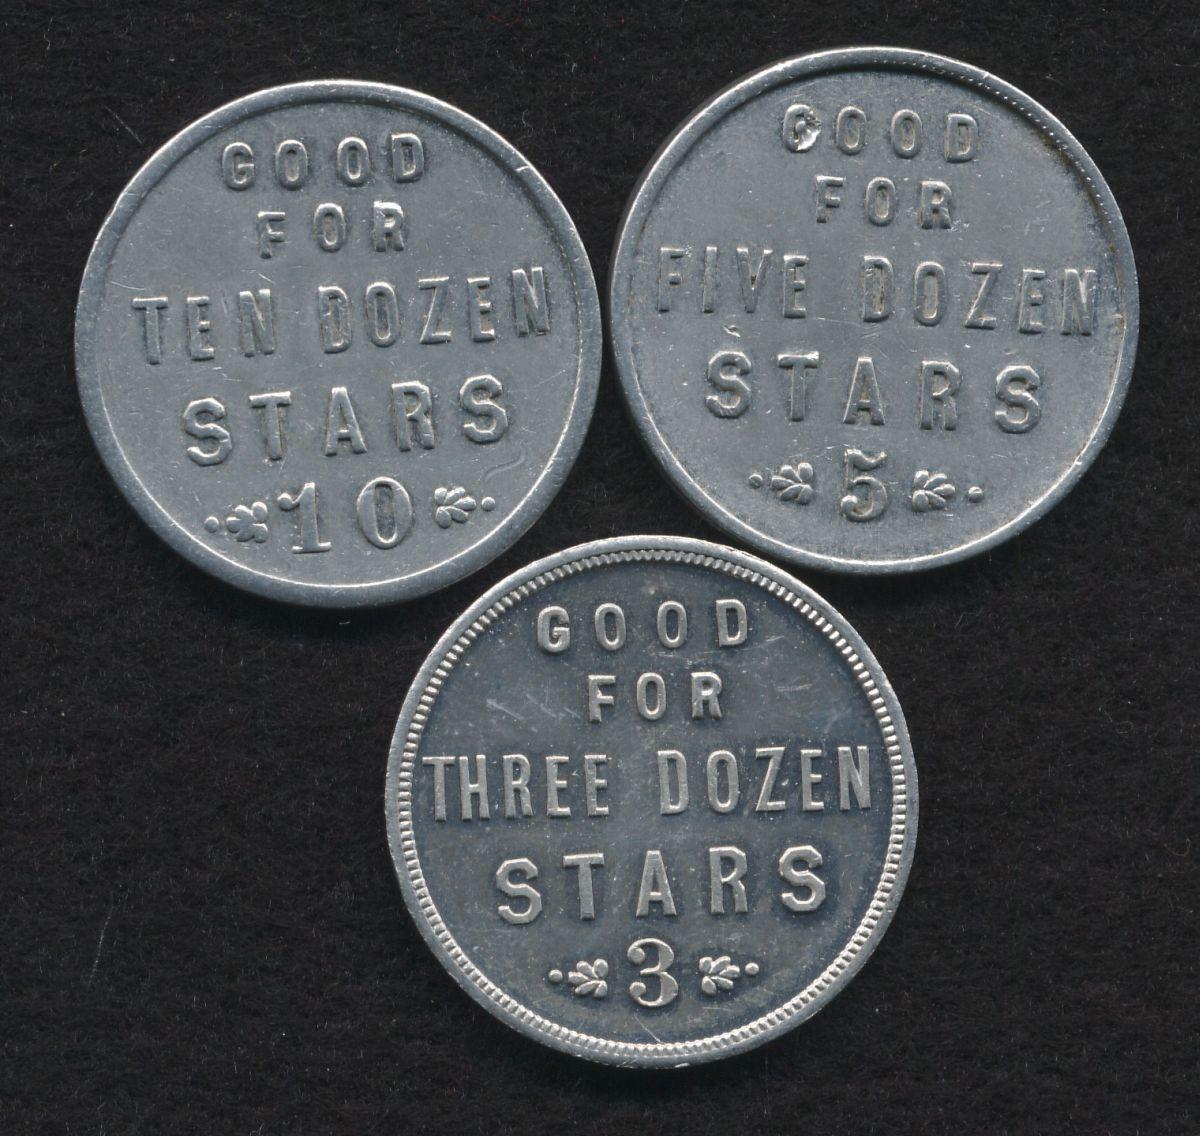 GOOD
FOR
TEN DOZEN
STARS
10
GOOD
FOR
FIVE DOZEN
STARS
5
GOOD
FOR
THREE DOZEN
STARS
3